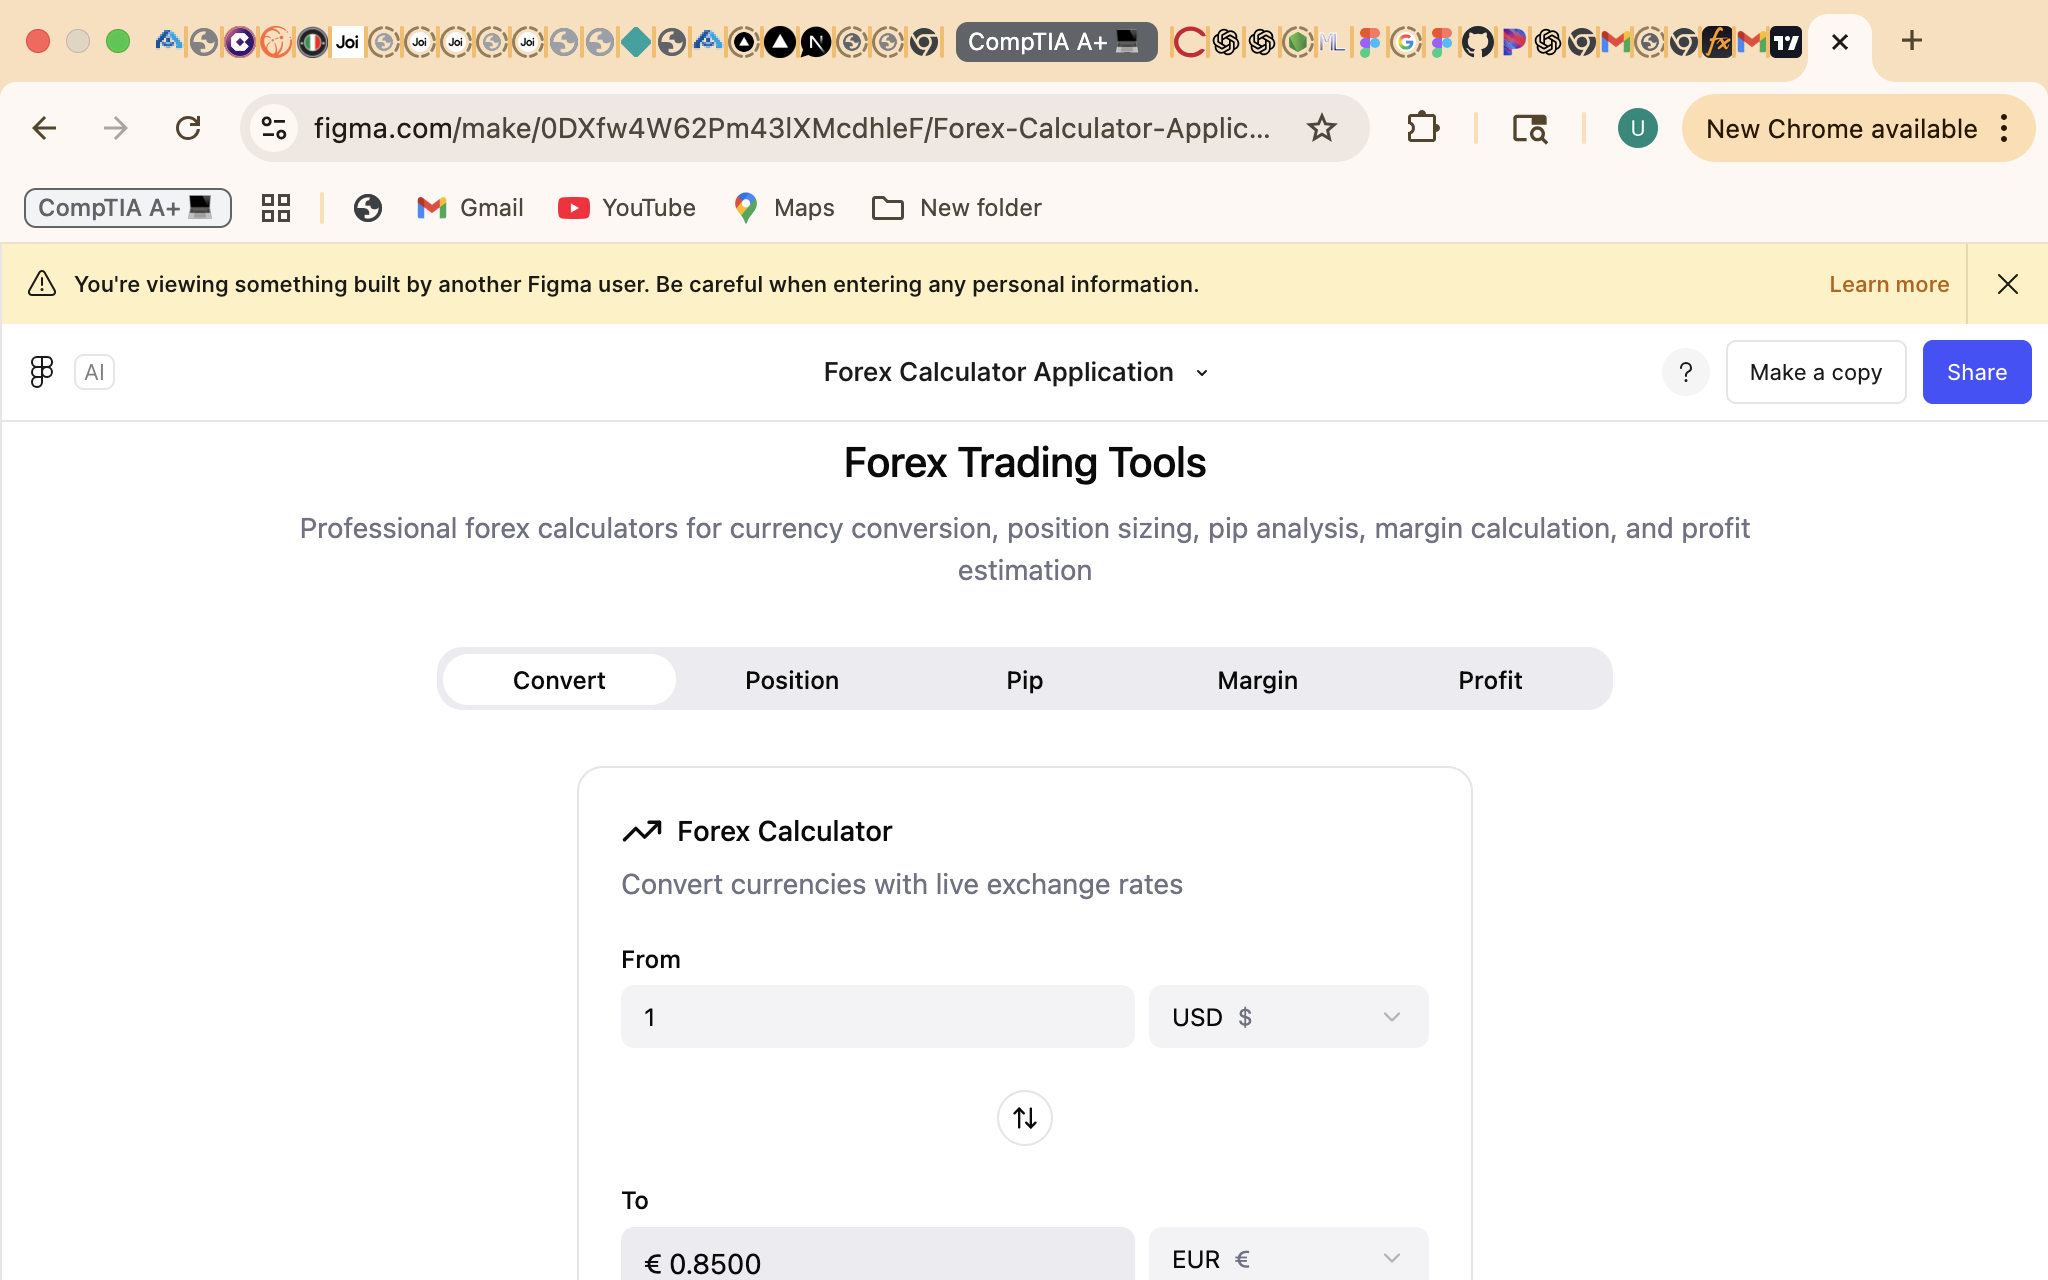 Joi
Joi
Joi
Joi
N
CompTIA A+
ML
G
fx
figma.com/make/0DXfw4W62Pm43lXMcdhleF/Forex-Calculator-Applic...
U
New Chrome available
CompTIA A+
Gmail
YouTube
Maps
New folder
You're viewing something built by another Figma user. Be careful when entering any personal information.
Learn more
AI
Forex Calculator Application
?
Make a copy
Share
Forex Trading Tools
Professional forex calculators for currency conversion, position sizing, pip analysis, margin calculation, and profit
estimation
Convert
Position
Pip
Margin
Profit
Forex Calculator
Convert currencies with live exchange rates
From
1
USD $
To
€ 0.8500
EUR €